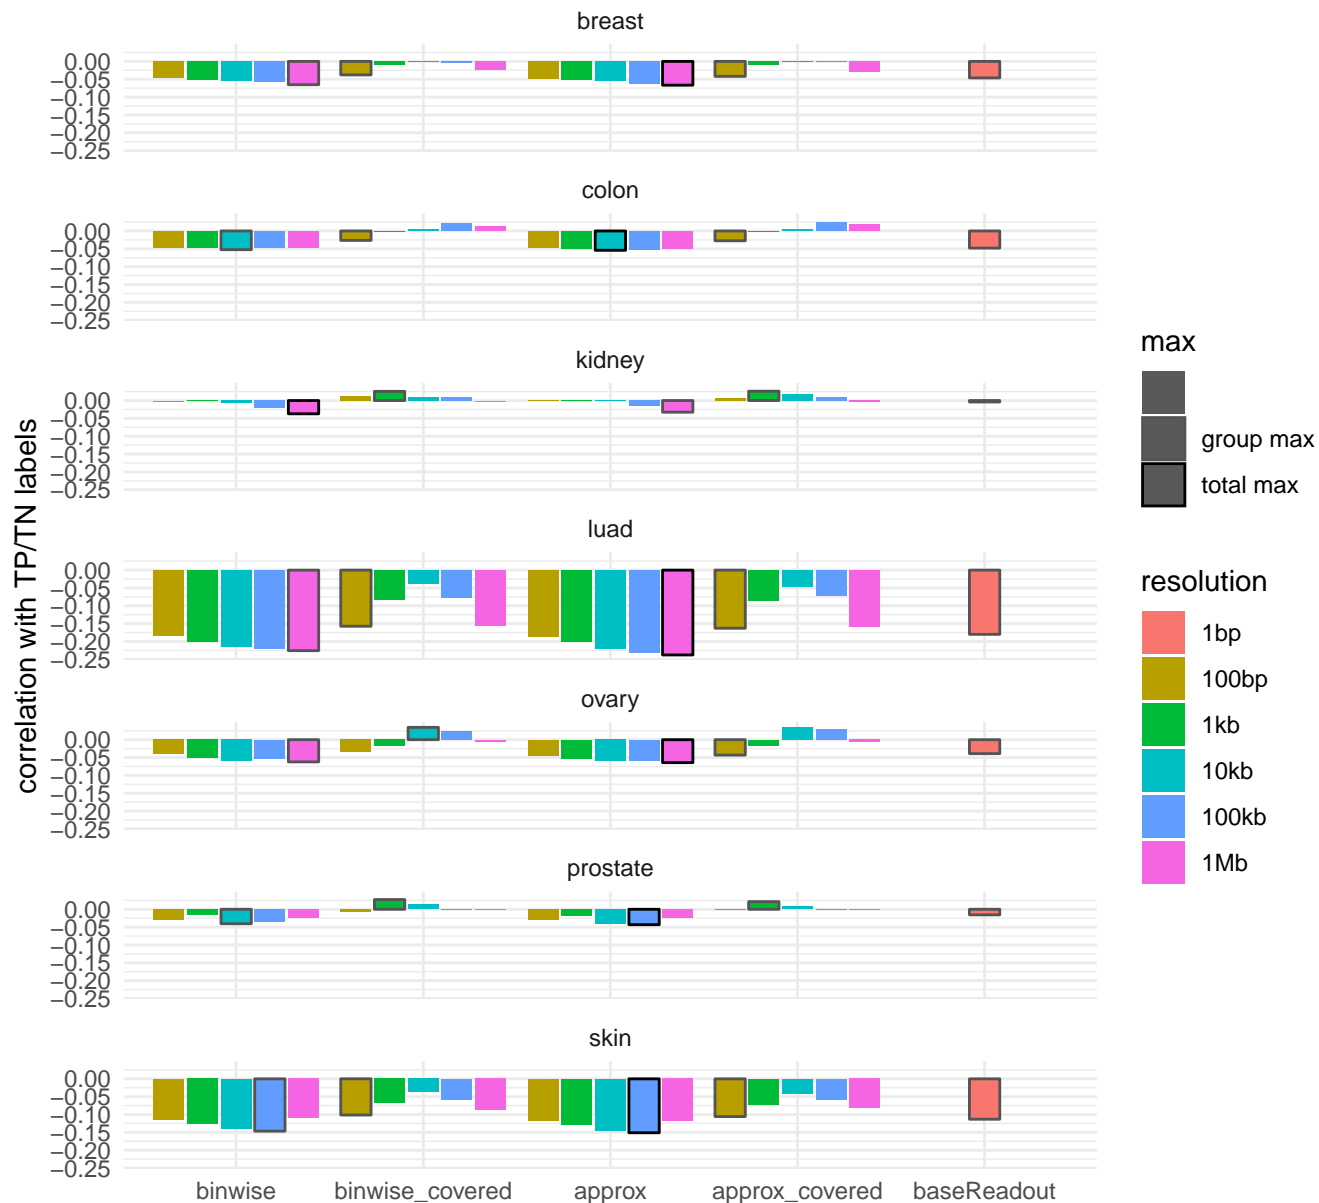 breast
0.00
−0.05
−0.10
−0.15
−0.20
−0.25
colon
0.00
−0.05
−0.10
−0.15
−0.20
−0.25
kidney
0.00
−0.05
−0.10
−0.15
−0.20
−0.25
luad
0.00
−0.05
−0.10
−0.15
−0.20
−0.25
ovary
0.00
−0.05
−0.10
−0.15
−0.20
−0.25
prostate
0.00
−0.05
−0.10
−0.15
−0.20
−0.25
skin
0.00
−0.05
−0.10
−0.15
−0.20
−0.25
binwise binwise_covered approx approx_covered baseReadout
correlation with TP/TN labels
max
group max
total max
resolution
1bp
100bp
1kb
10kb
100kb
1Mb